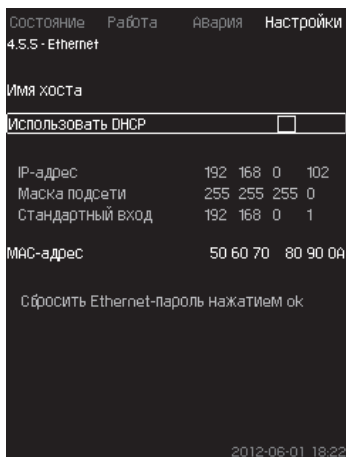 Состояние Работа Авария Настройки
4.5.5 - Ethernet
Имя хоста
Использовать DHCP
IP-адрес 192 168 0 102
Маска подсети 255 255 255 0
Стандартный вход 192 168 0 1
MAC-адрес 50 60 70 80 90 0A
Сбросить Ethernet-пароль нажатием ok
2012-06-01 18:22